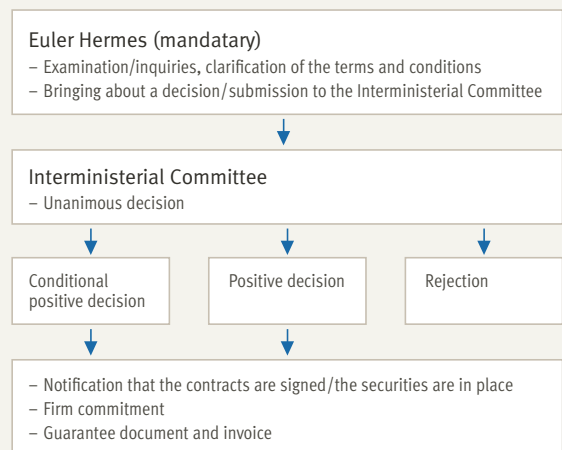 Euler Hermes (mandatary)
– Examination/inquiries, clarification of the terms and conditions
– Bringing about a decision/submission to the Interministerial Committee
Interministerial Committee
– Unanimous decision
Conditional
positive decision
Positive decision
Rejection
– Notification that the contracts are signed/the securities are in place
– Firm commitment
– Guarantee document and invoice